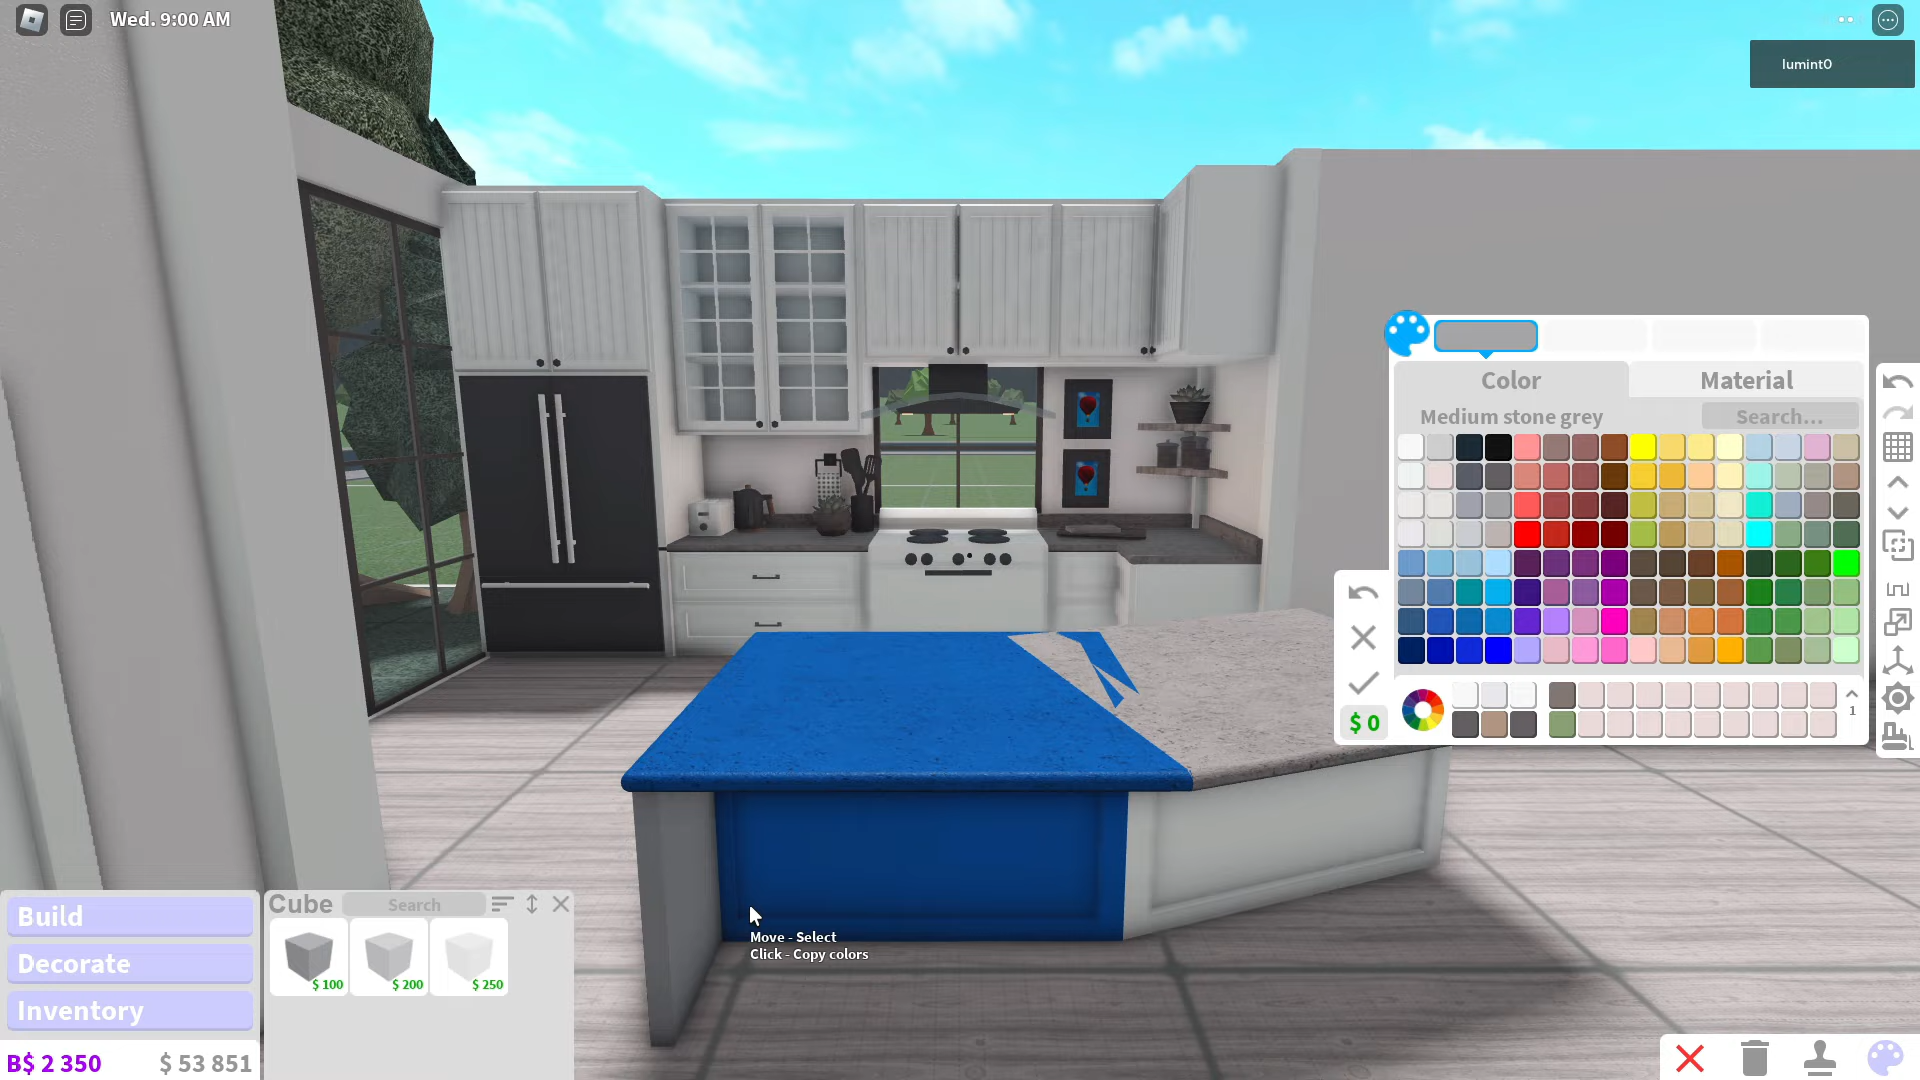 Wed. 9:00 AM
lumint0
Color
Material
Medium stone grey
Search...
1
$ 0
Move - Select
Click - Copy colors
Build
Decorate
Inventory
B$ 2 350
$ 53 851
Cube
Search
$ 100
$ 200
$ 250